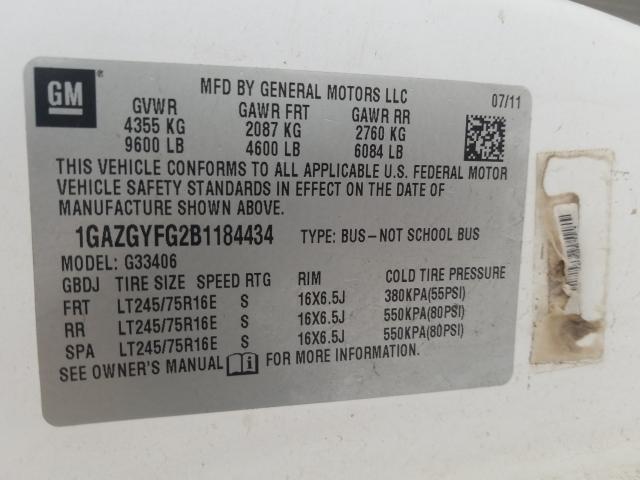 GM
MFD BY GENERAL MOTORS LLC
07/11
GVWR GAWR FRT GAWR RR
4355 KG 2087 KG 2760 KG
9600 LB 4600 LB 6084 LB
THIS VEHICLE CONFORMS TO ALL APPLICABLE U.S. FEDERAL MOTOR
VEHICLE SAFETY STANDARDS IN EFFECT ON THE DATE OF
MANUFACTURE SHOWN ABOVE.
1GAZGYFG2B1184434 TYPE: BUS-NOT SCHOOL BUS
MODEL: G33406
GBDJ TIRE SIZE SPEED RTG RIM COLD TIRE PRESSURE
FRT LT245/75R16E S 16X6.5J 380KPA(55PSI)
RR LT245/75R16E S 16X6.5J 550KPA(80PSI)
SPA LT245/75R16E S 16X6.5J 550KPA(80PSI)
SEE OWNER'S MANUAL FOR MORE INFORMATION.